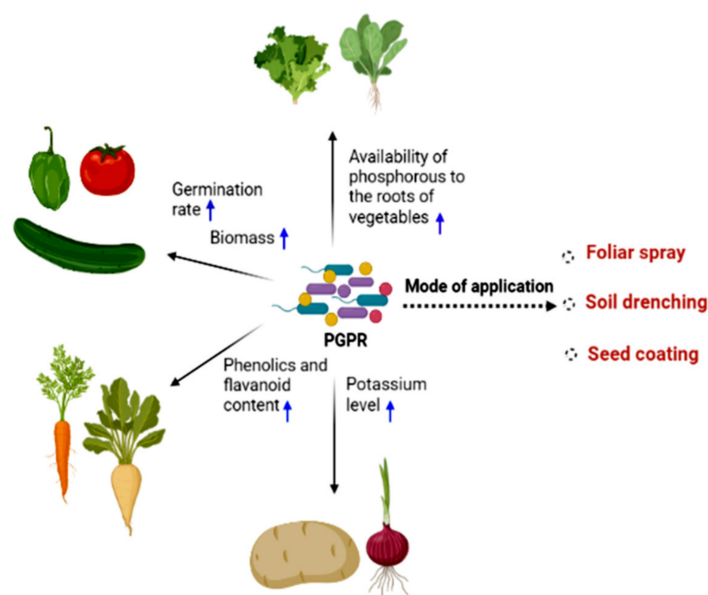 Availability of
phosphorous to
the roots of
vegetables
Germination
rate
Biomass
Mode of application
Foliar spray
Soil drenching
Seed coating
PGPR
Phenolics and
flavanoid
content
Potassium
level